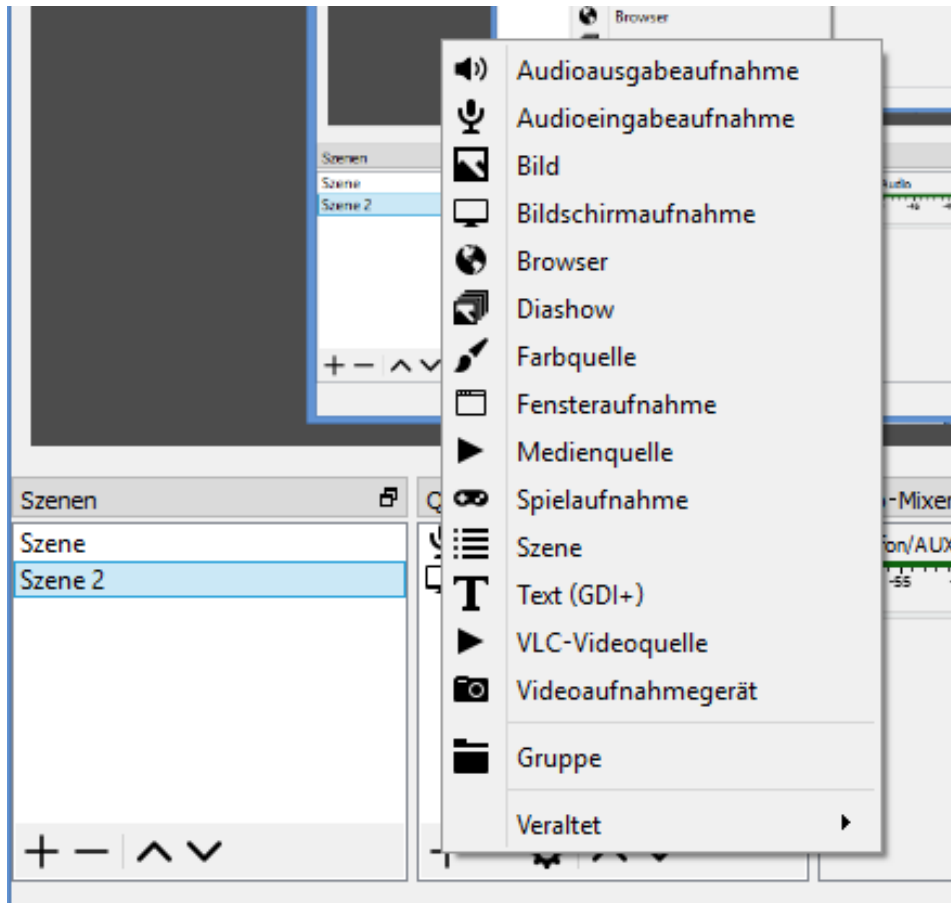 Browser
Audioausgabeaufnahme
Audioeingabeaufnahme
Bild
Bildschirmaufnahme
Browser
Diashow
Farbquelle
Fensteraufnahme
Medienquelle
Spielaufnahme
Szene
Text (GDI+)
VLC-Videoquelle
Videoaufnahmegerät
Gruppe
Veraltet
Szenen
Szene
Szene 2
Audio
Szenen
Q
-Mixer
Szene
fon/AUX
Szene 2
-55